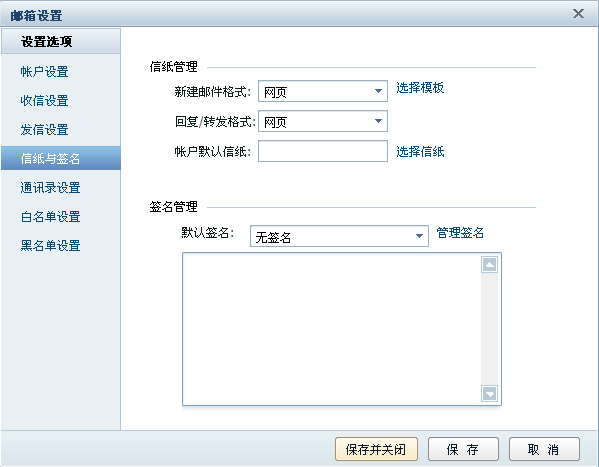 邮箱设置
设置选项
帐户设置
收信设置
发信设置
信纸与签名
通讯录设置
白名单设置
黑名单设置
信纸管理
新建邮件格式: 网页 选择模板
回复/转发格式: 网页
帐户默认信纸: 选择信纸
签名管理
默认签名: 无签名 管理签名
保存并关闭 保 存 取 消